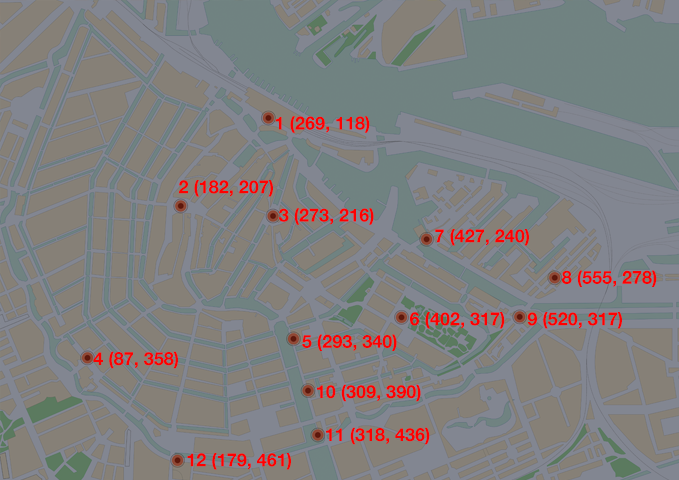 1 (269, 118)
2 (182, 207)
3 (273, 216)
7 (427, 240)
8 (555, 278)
6 (402, 317)
9 (520, 317)
5 (293, 340)
4 (87, 358)
10 (309, 390)
11 (318, 436)
12 (179, 461)